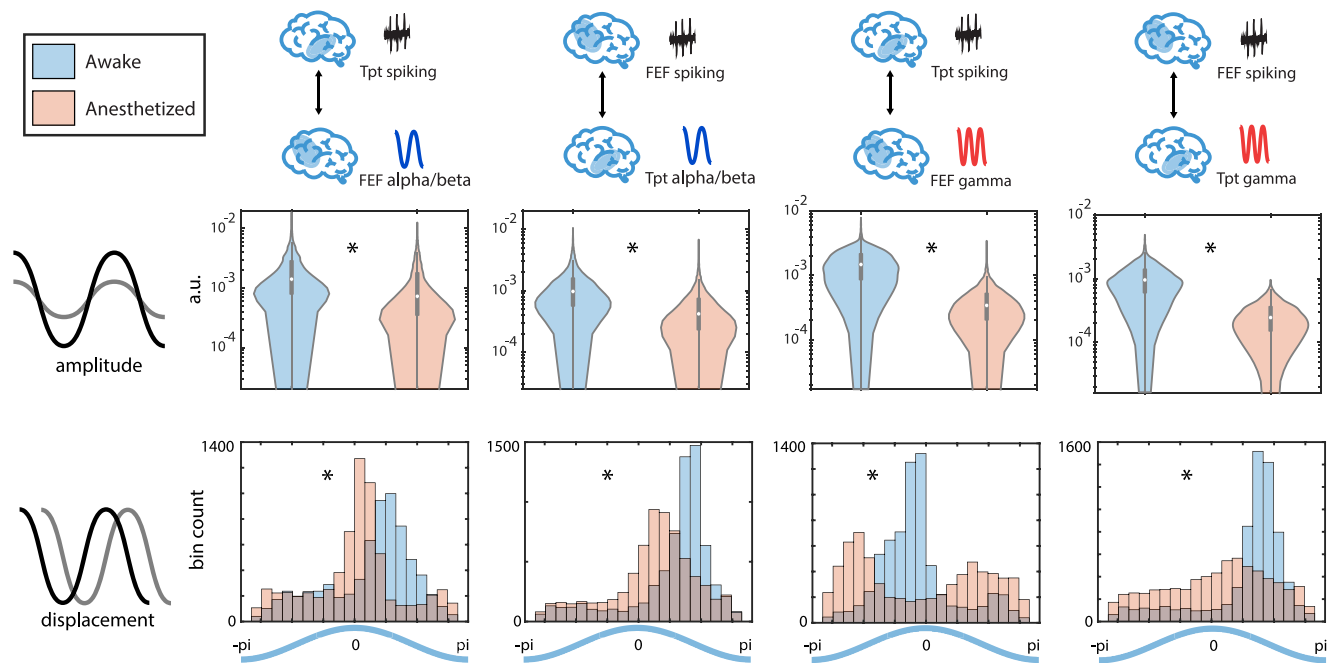 Awake
Anesthetized
Tpt spiking
FEF alpha/beta
FEF spiking
Tpt alpha/beta
Tpt spiking
FEF gamma
FEF spiking
Tpt gamma
amplitude
a.u.
10-2
10-3
10-4
*
10-2
10-3
10-4
*
10-2
10-3
10-4
*
10-2
10-3
10-4
*
displacement
bin count
1400
0
*
-pi 0 pi
1500
0
*
-pi 0 pi
1400
0
*
-pi 0 pi
1600
0
*
-pi 0 pi